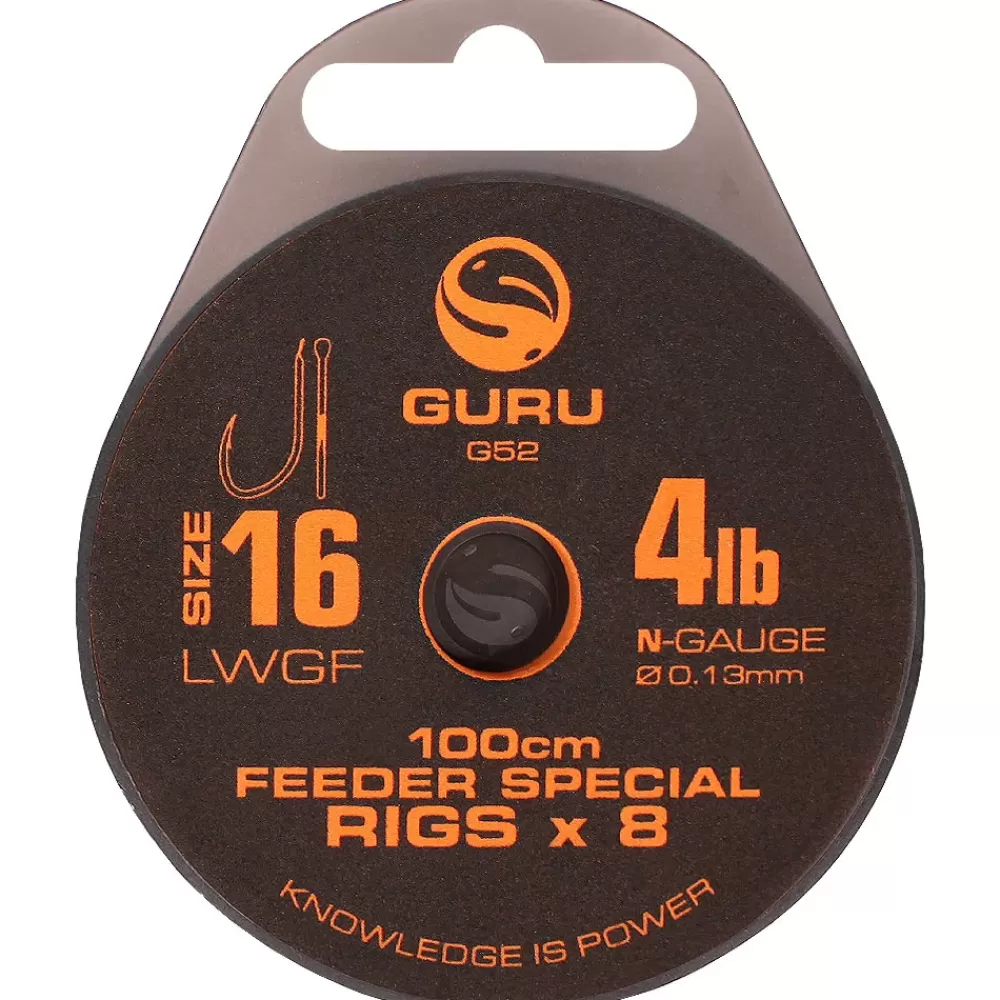 GURU
G52
SIZE 16
LWGF
4lb
N-GAUGE
Ø 0.13mm
100cm
FEEDER SPECIAL
RIGS x 8
KNOWLEDGE IS POWER